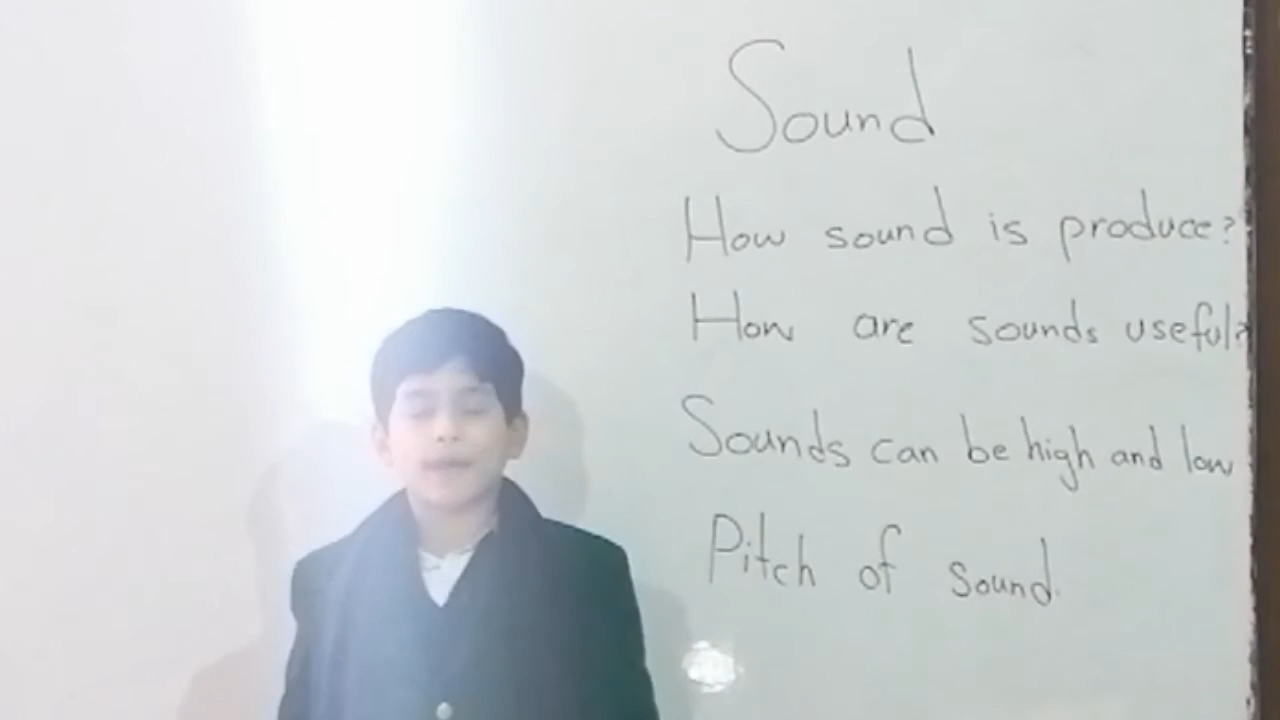 Sound
How sound is produce?
How are sounds useful?
Sounds can be high and low
Pitch of sound.